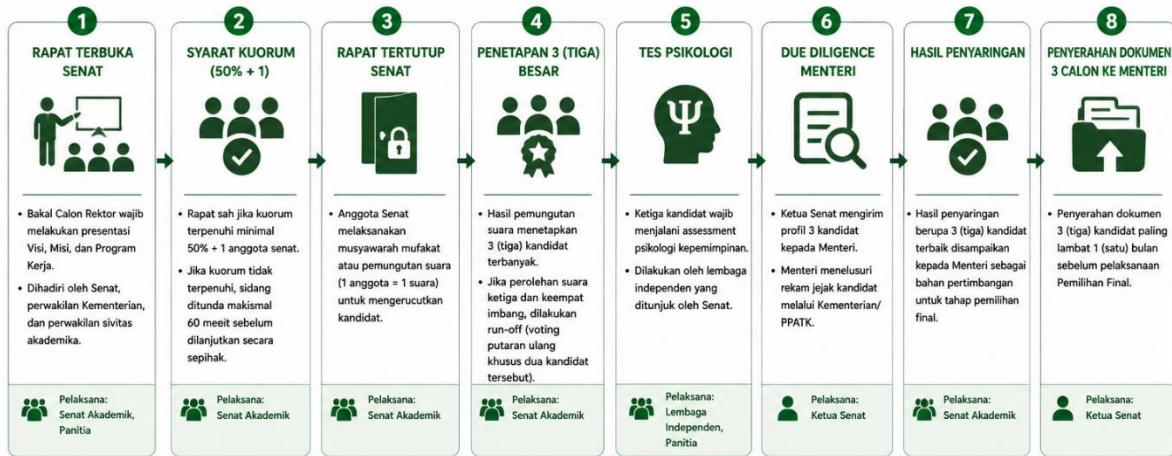 1
RAPAT TERBUKA
SENAT
• Bakal Calon Rektor wajib
melakukan presentasi
Visi, Misi, dan Program
Kerja.
• Dihadiri oleh Senat,
perwakilan Kementerian,
dan perwakilan sivitas
akademika.
Pelaksana:
Senat Akademik,
Panitia
2
SYARAT KUORUM
(50% + 1)
• Rapat sah jika kuorum
terpenuhi minimal
50% + 1 anggota senat.
• Jika kuorum tidak
terpenuhi, sidang
ditunda makismal
60 meeit sebelum
dilanjutkan secara
sepihak.
Pelaksana:
Senat Akademik
3
RAPAT TERTUTUP
SENAT
• Anggota Senat
melaksanakan
musyawarah mufakat
atau pemungutan suara
(1 anggota = 1 suara)
untuk mengerucutkan
kandidat.
Pelaksana:
Senat Akademik
4
PENETAPAN 3 (TIGA)
BESAR
• Hasil pemungutan
suara menetapkan
3 (tiga) kandidat
terbanyak.
• Jika perolehan suara
ketiga dan keempat
imbang, dilakukan
run-off (voting
putaran ulang
khusus dua kandidat
tersebut).
Pelaksana:
Senat Akademik
5
TES PSIKOLOGI
Ψ
• Ketiga kandidat wajib
menjalani assessment
psikologi kepemimpinan.
• Dilakukan oleh lembaga
independen yang
ditunjuk oleh Senat.
Pelaksana:
Lembaga
Independen,
Panitia
6
DUE DILIGENCE
MENTERI
• Ketua Senat mengirim
profil 3 kandidat
kepada Menteri.
• Menteri menelusuri
rekam jejak kandidat
melalui Kementerian/
PPATK.
Pelaksana:
Ketua Senat
7
HASIL PENYARINGAN
• Hasil penyaringan
berupa 3 (tiga) kandidat
terbaik disampaikan
kepada Menteri sebagai
bahan pertimbangan
untuk tahap pemilihan
final.
Pelaksana:
Senat Akademik
8
PENYERAHAN DOKUMEN
3 CALON KE MENTERI
• Penyerahan dokumen
3 (tiga) kandidat paling
lambat 1 (satu) bulan
sebelum pelaksanaan
Pemilihan Final.
Pelaksana:
Ketua Senat